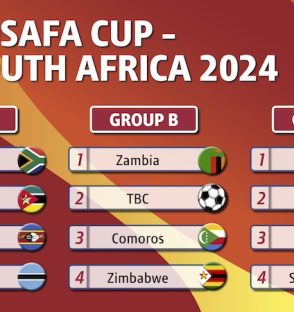 SAFA CUP –
UTH AFRICA 2024
GROUP B
1 Zambia 1
2 TBC 2
3 Comoros 3
4 Zimbabwe 4 S